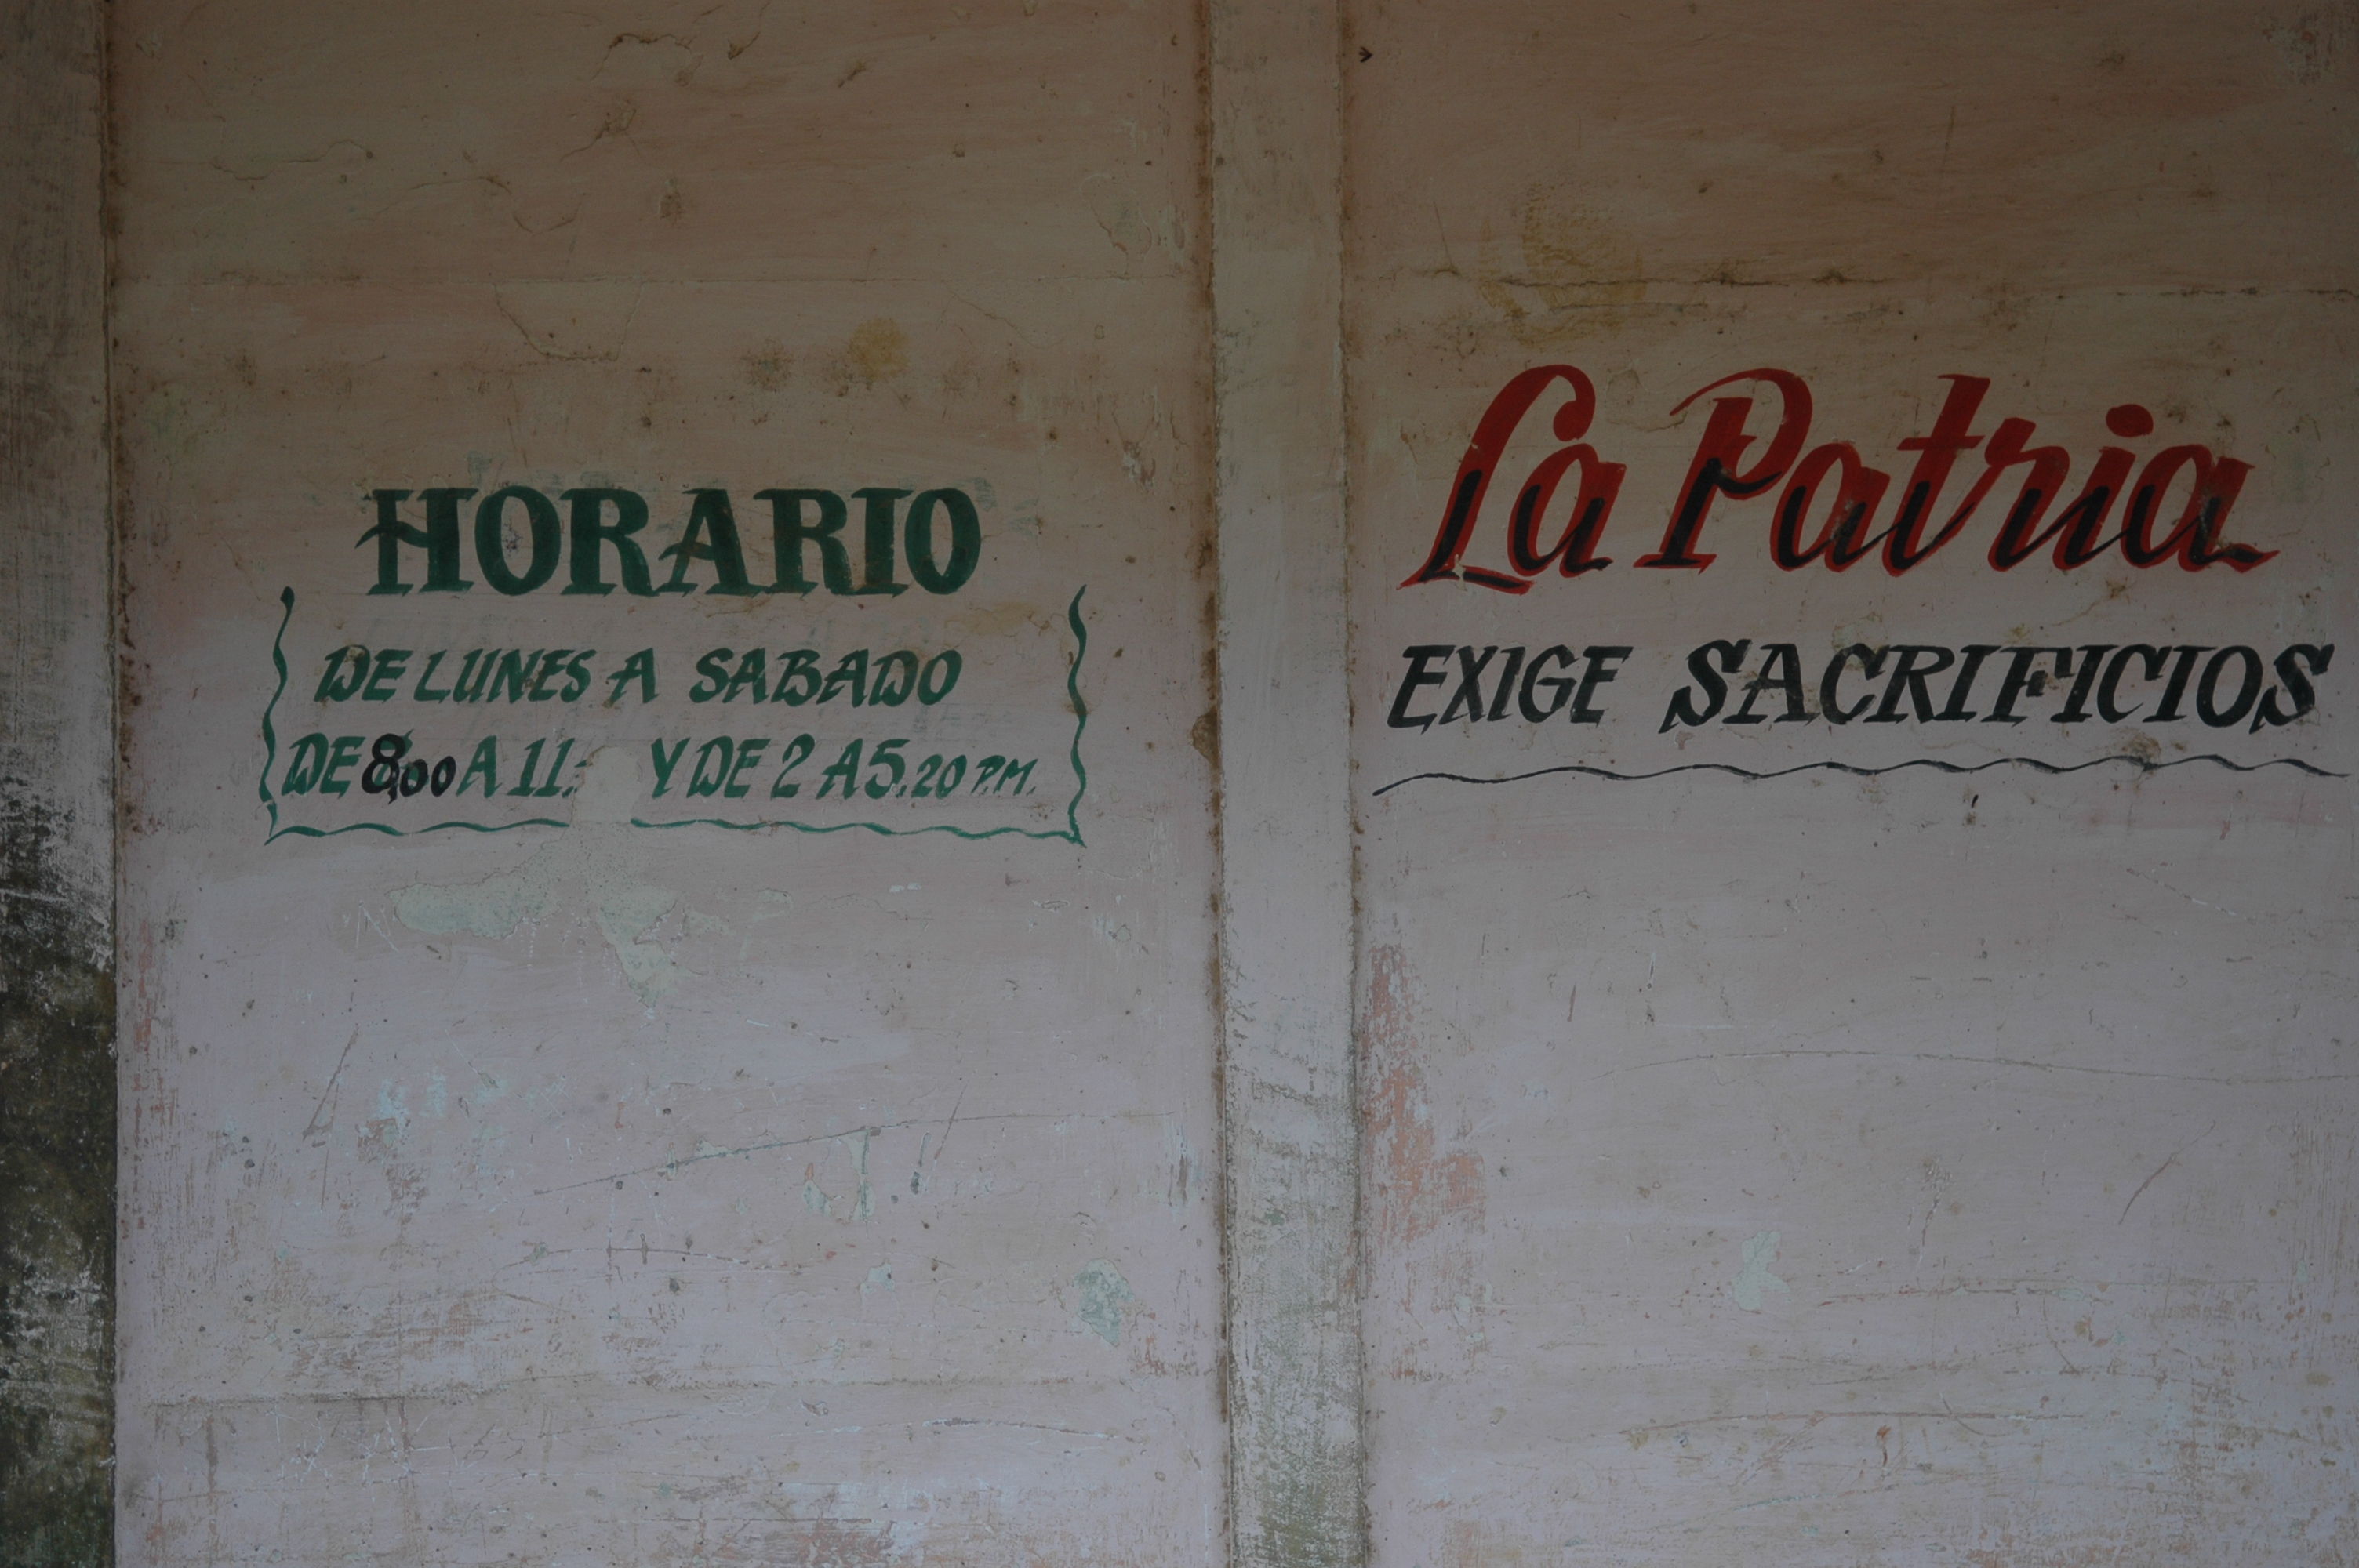 HORARIO
DE LUNES A SABADO
DE 8,00 A 11: Y DE 2 A 5.20 P.M.
La Patria
EXIGE SACRIFICIOS